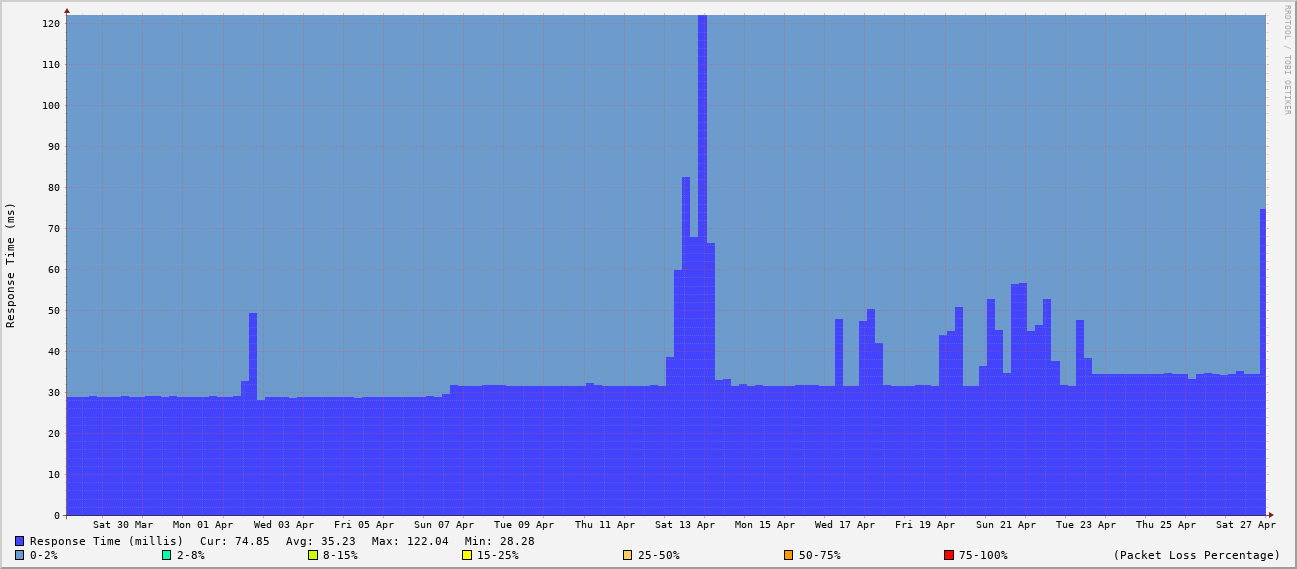 RRDTOOL / TOBI OETIKER
Response Time (ms)
120
110
100
90
80
70
60
50
40
30
20
10
0
Sat 30 Mar Mon 01 Apr Wed 03 Apr Fri 05 Apr Sun 07 Apr Tue 09 Apr Thu 11 Apr Sat 13 Apr Mon 15 Apr Wed 17 Apr Fri 19 Apr Sun 21 Apr Tue 23 Apr Thu 25 Apr Sat 27 Apr
Response Time (millis) Cur: 74.85 Avg: 35.23 Max: 122.04 Min: 28.28
0-2% 2-8% 8-15% 15-25% 25-50% 50-75% 75-100% (Packet Loss Percentage)